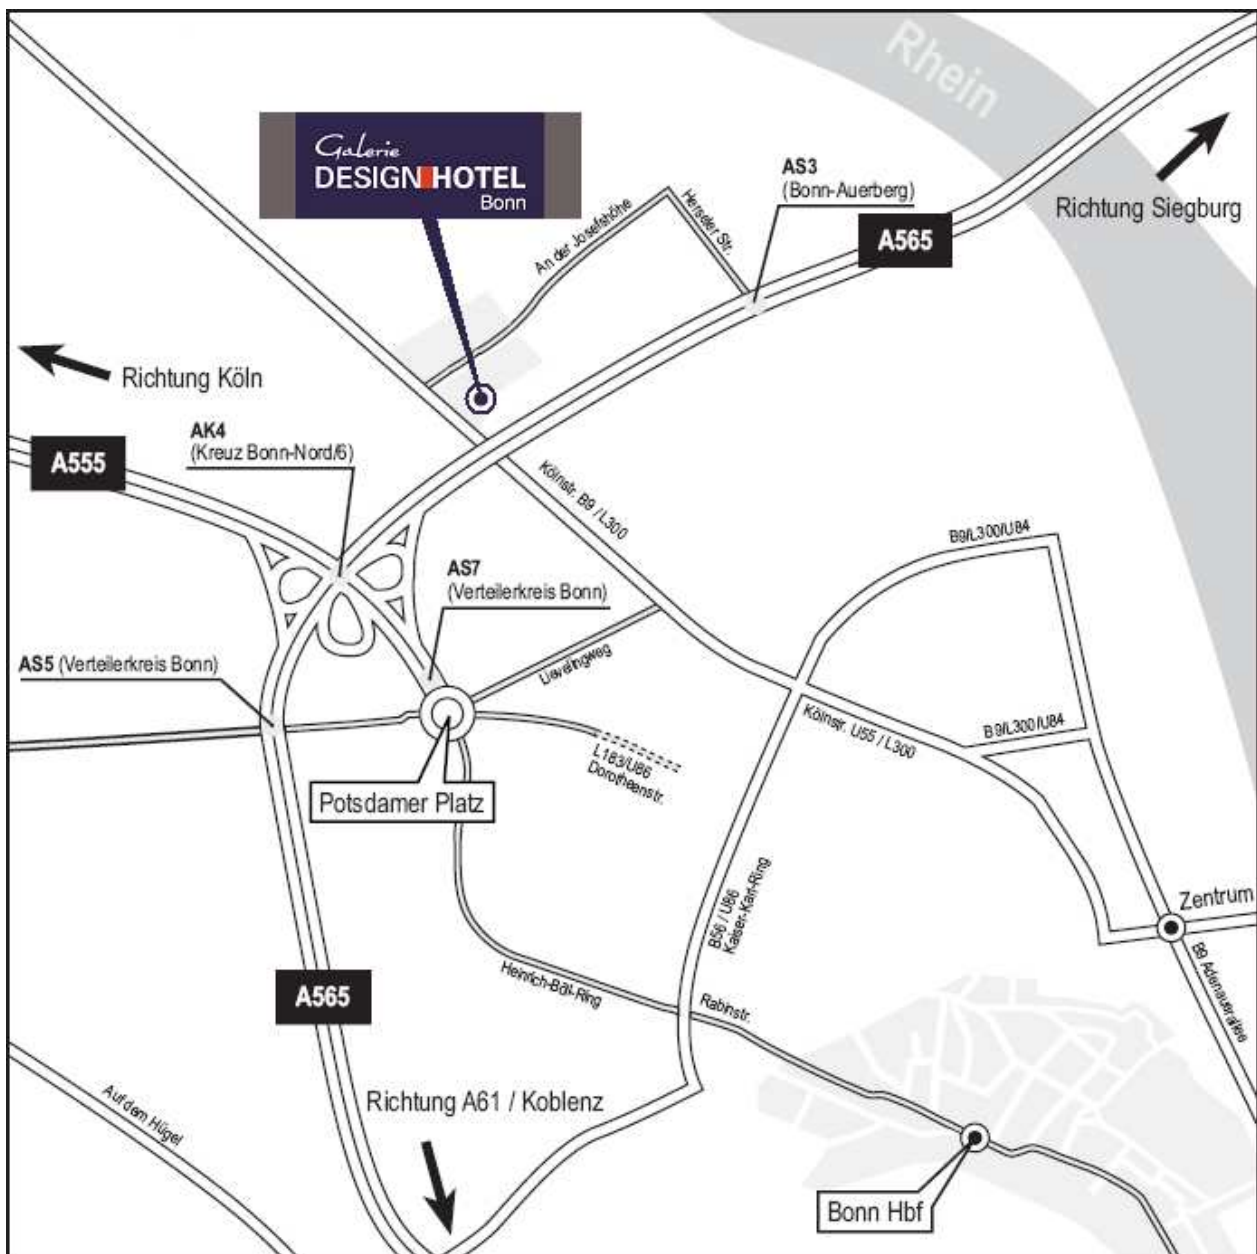 Rhein
Galerie
DESIGN HOTEL
Bonn
AS3
(Bonn-Auerberg)
Richtung Siegburg
An der Josefshöhe
Herseler Str.
A565
Richtung Köln
AK4
(Kreuz Bonn-Nord/6)
A555
Kölnstr. B9 / L300
B9/L300/U84
AS7
(Verteilerkreis Bonn)
AS5 (Verteilerkreis Bonn)
Lievelingweg
Kölnstr. U55 / L300
B9/L300/U84
L183/U86
Dorotheenstr.
Potsdamer Platz
B56 / U86
Kaiser-Karl-Ring
Zentrum
B9 Adenauerallee
Heinrich-Böll-Ring
Rabinstr.
A565
Auf dem Hügel
Richtung A61 / Koblenz
Bonn Hbf